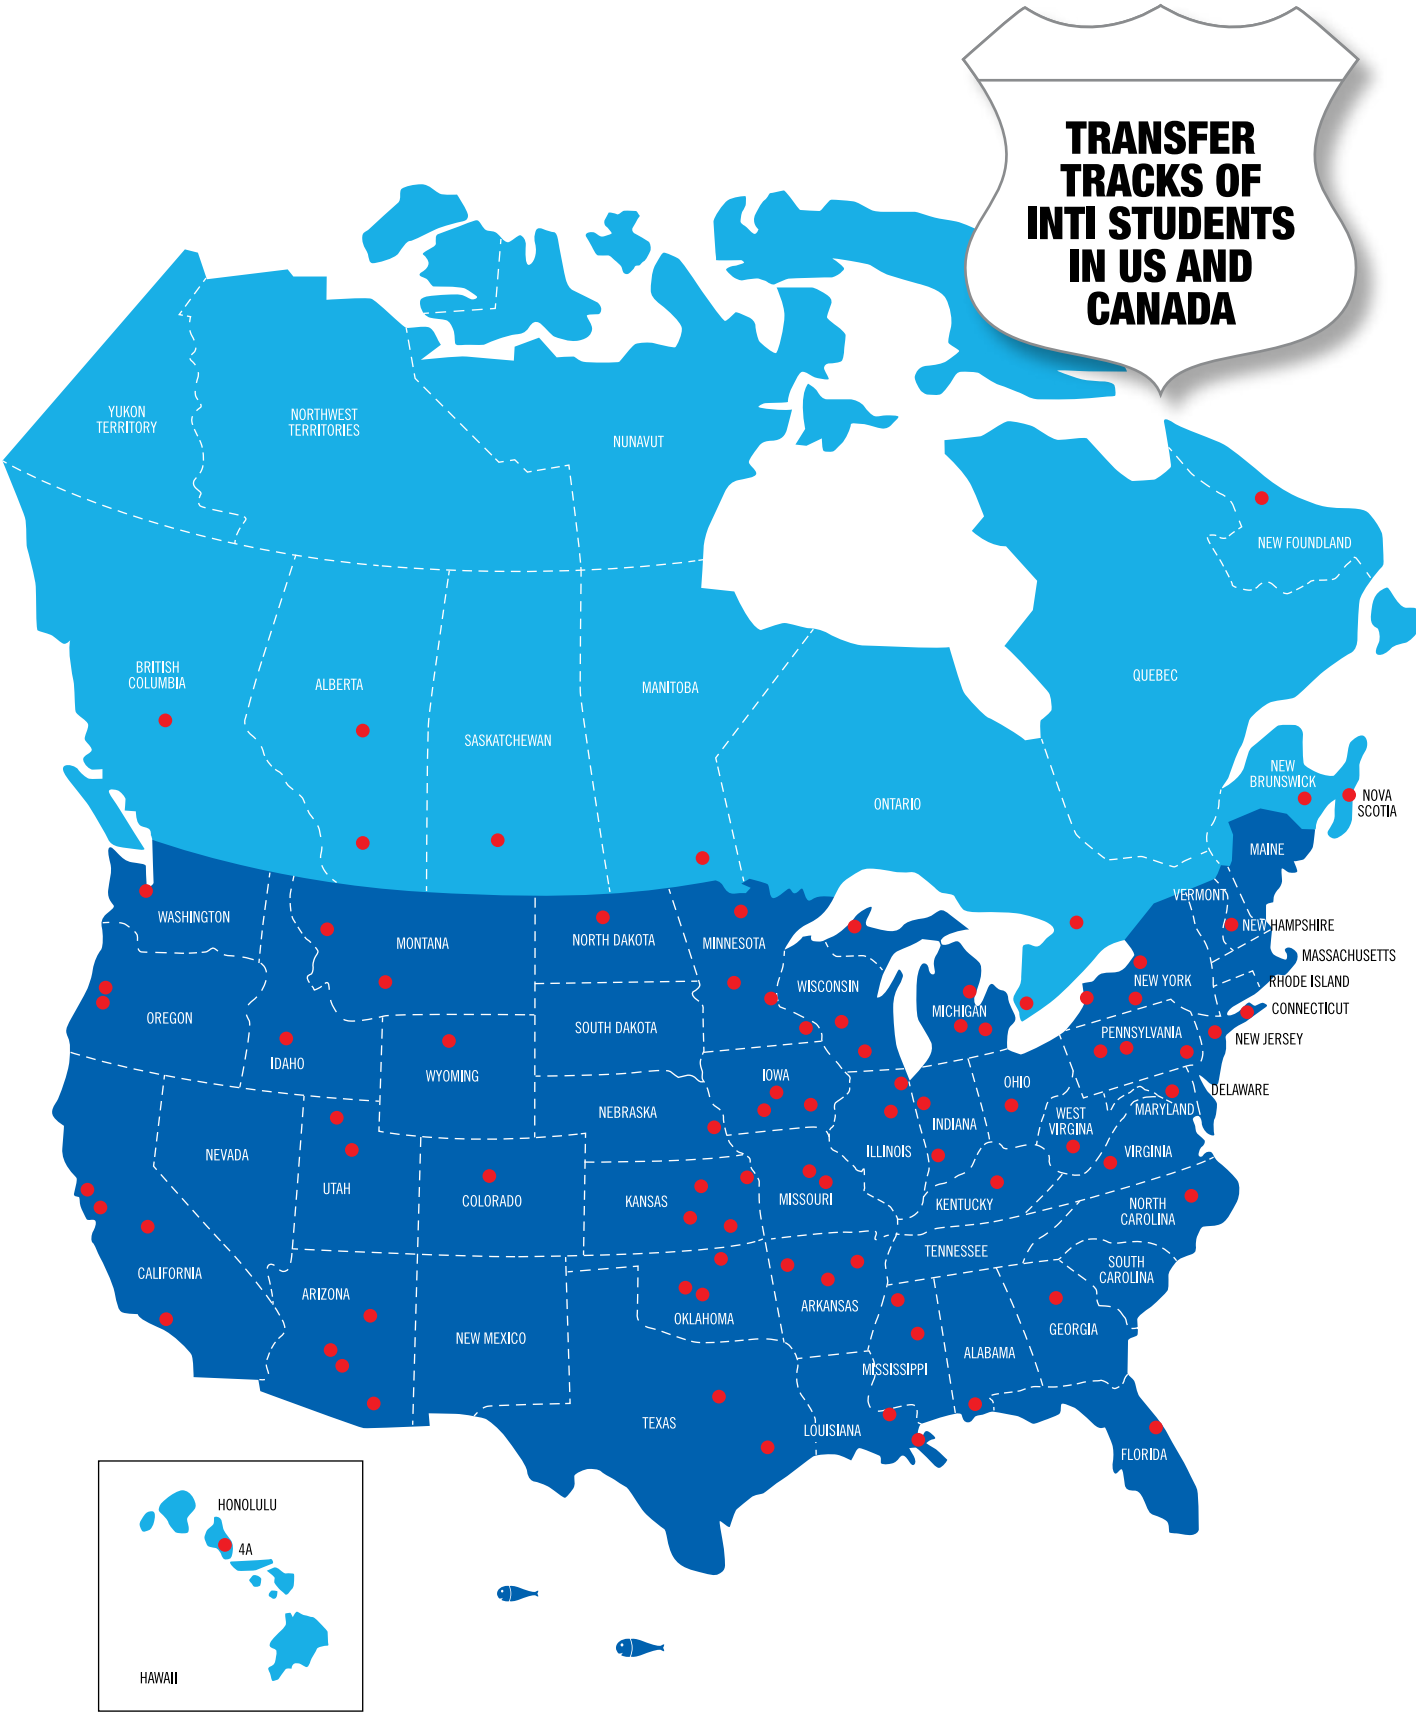 TRANSFER
TRACKS OF
INTI STUDENTS
IN US AND
CANADA
YUKON
TERRITORY
NORTHWEST
TERRITORIES
NUNAVUT
NEW FOUNDLAND
BRITISH
COLUMBIA
ALBERTA
SASKATCHEWAN
MANITOBA
ONTARIO
QUEBEC
NEW
BRUNSWICK
NOVA
SCOTIA
MAINE
VERMONT
NEW HAMPSHIRE
MASSACHUSETTS
RHODE ISLAND
CONNECTICUT
NEW JERSEY
DELAWARE
WASHINGTON
MONTANA
NORTH DAKOTA
MINNESOTA
WISCONSIN
MICHIGAN
NEW YORK
OREGON
IDAHO
WYOMING
SOUTH DAKOTA
IOWA
PENNSYLVANIA
OHIO
NEBRASKA
INDIANA
ILLINOIS
WEST
VIRGINA
MARYLAND
VIRGINIA
NEVADA
UTAH
COLORADO
KANSAS
MISSOURI
KENTUCKY
NORTH
CAROLINA
TENNESSEE
SOUTH
CAROLINA
CALIFORNIA
ARIZONA
NEW MEXICO
OKLAHOMA
ARKANSAS
MISSISSIPPI
ALABAMA
GEORGIA
TEXAS
LOUISIANA
FLORIDA
HONOLULU
4A
HAWAII